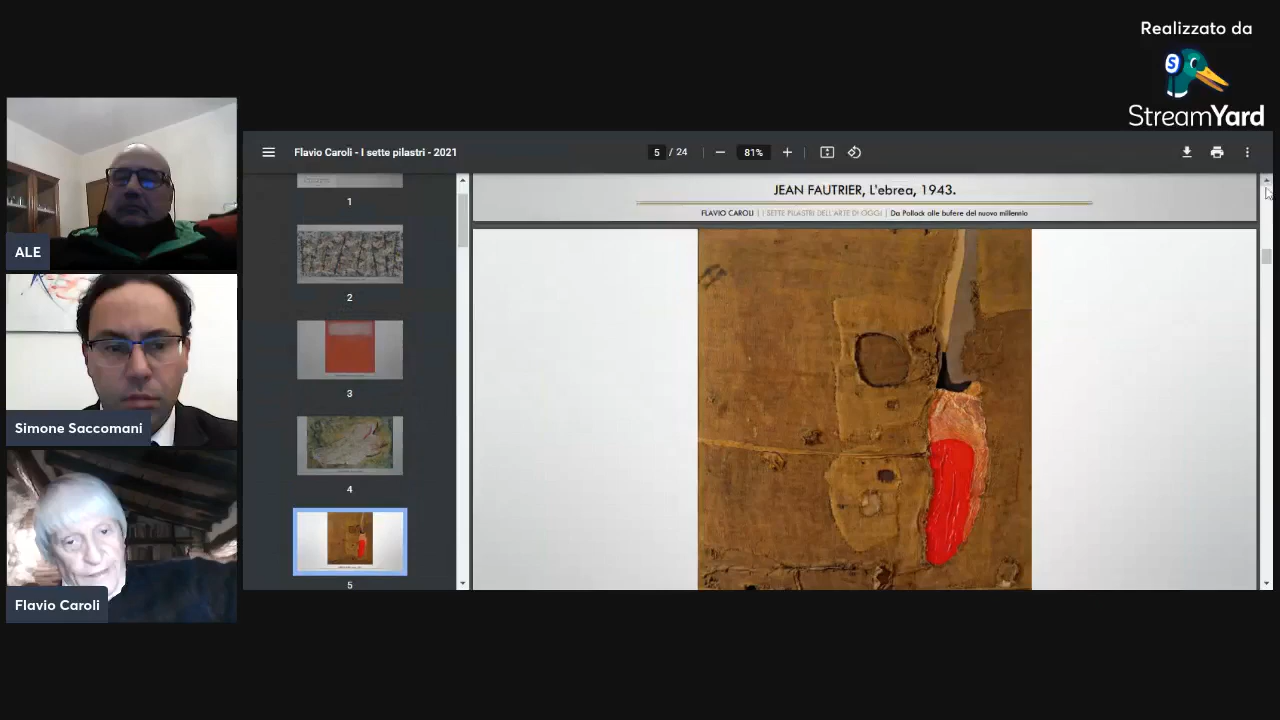 Realizzato da
StreamYard
ALE
Simone Saccomani
Flavio Caroli
Flavio Caroli - I sette pilastri - 2021
5 / 24
81%
1
2
3
4
5
JEAN FAUTRIER, L'ebrea, 1943.
FLAVIO CAROLI | I SETTE PILASTRI DELL'ARTE DI OGGI | Da Pollock alle bufere del nuovo millennio